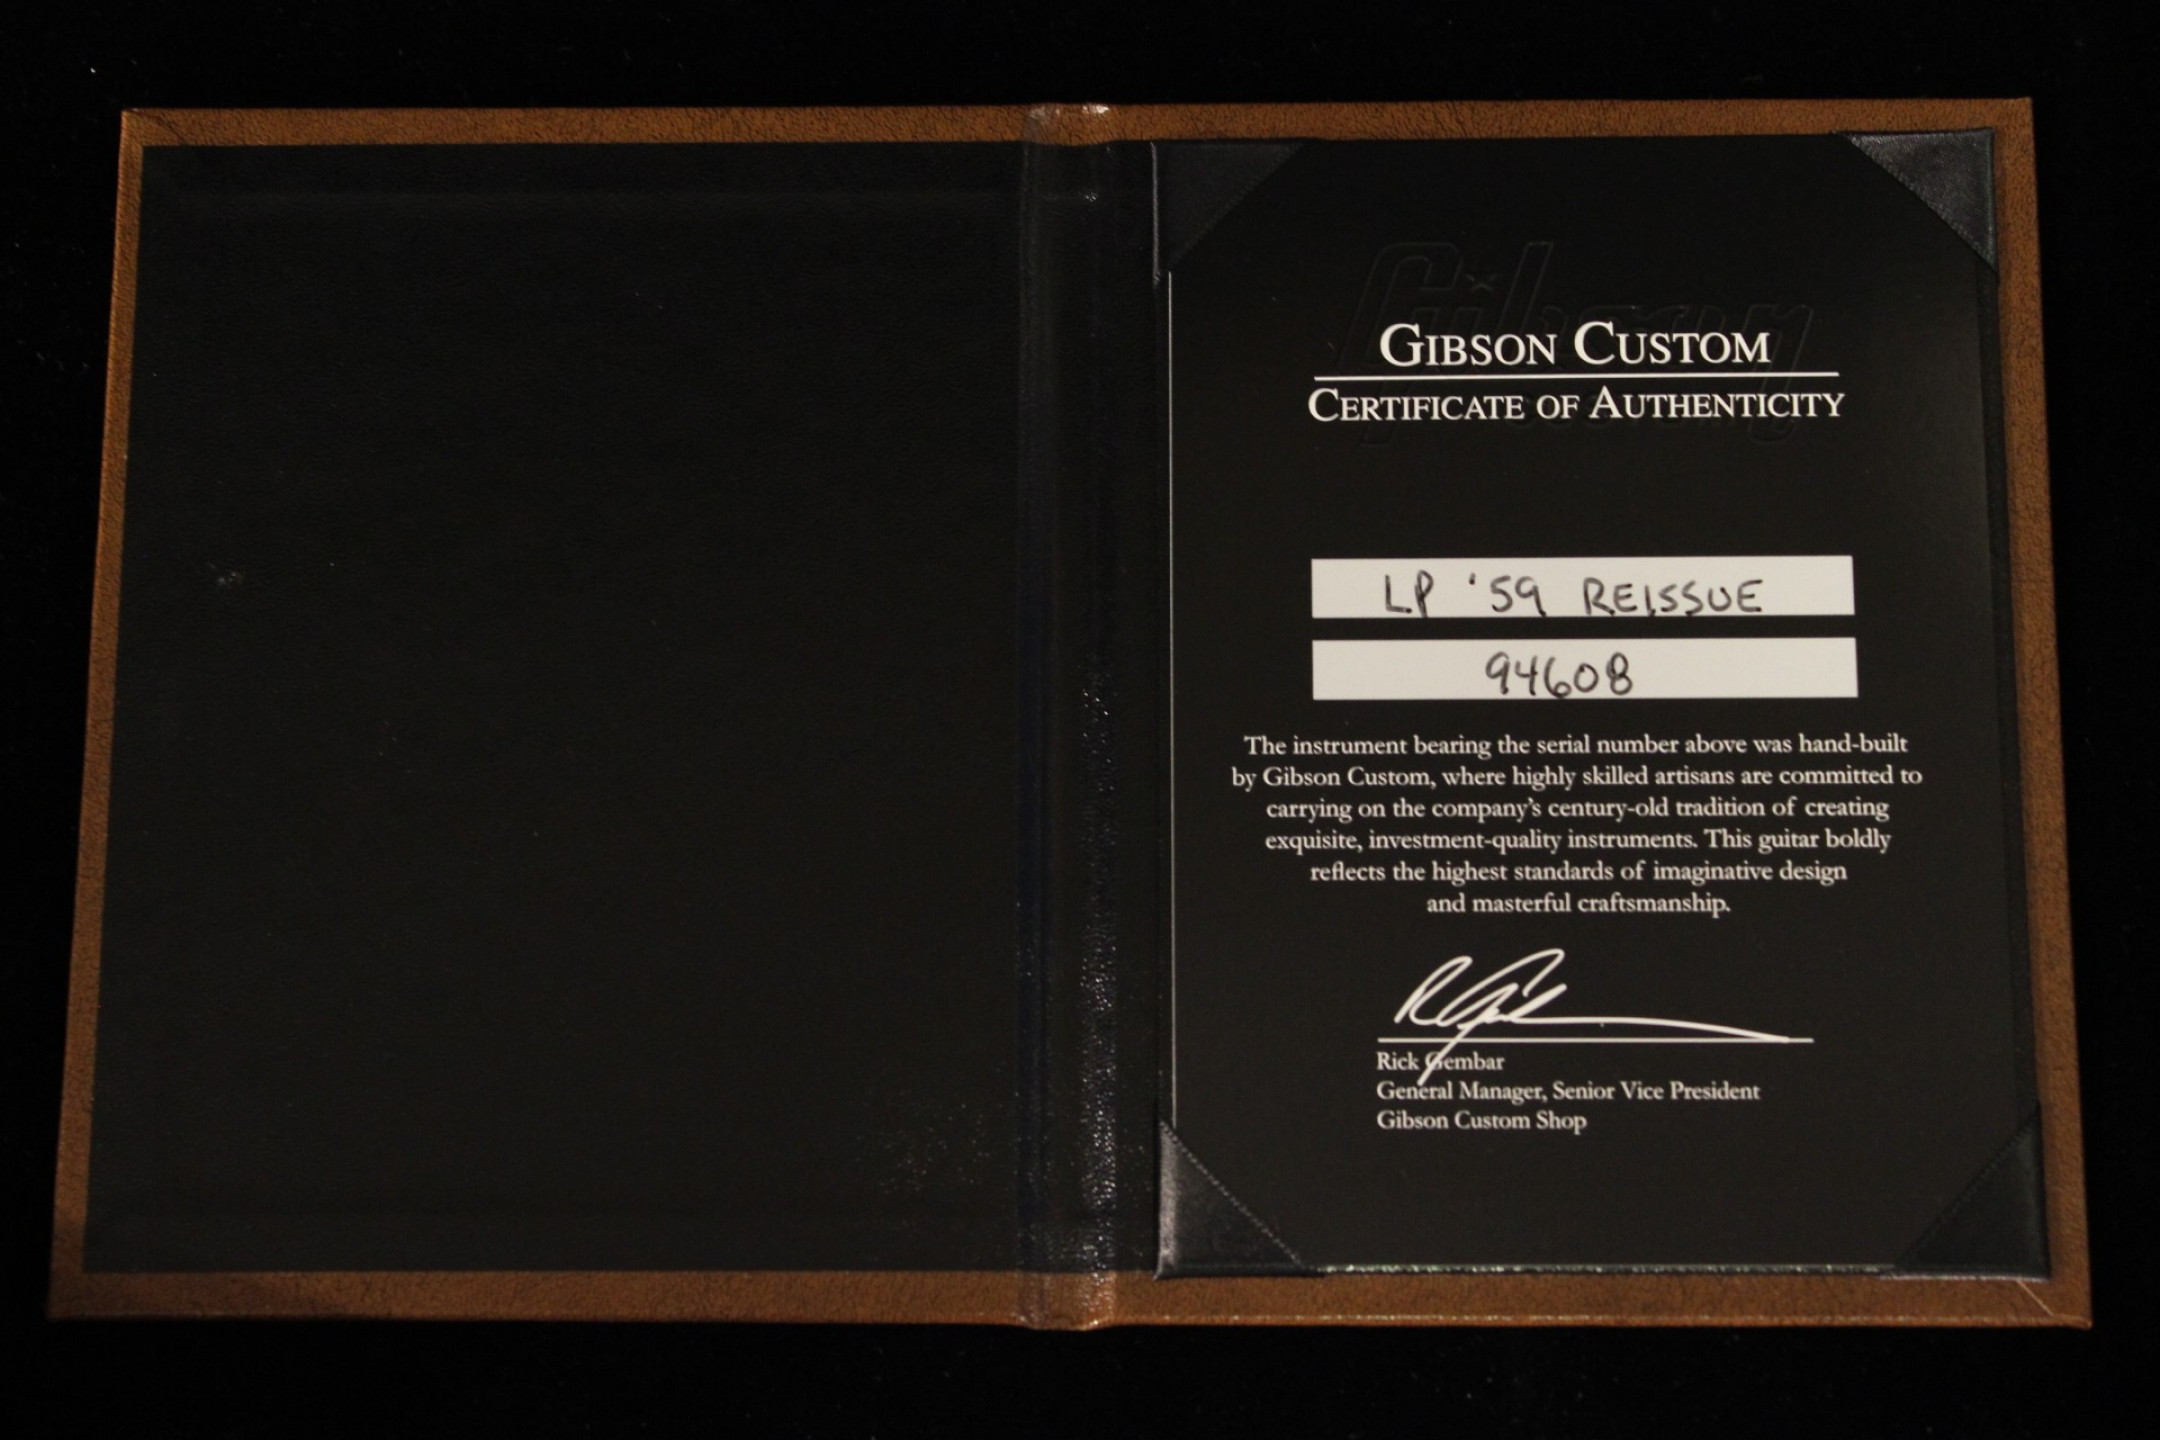 GIBSON CUSTOM
CERTIFICATE OF AUTHENTICITY
LP '59 REISSUE
94608
The instrument bearing the serial number above was hand-built
by Gibson Custom, where highly skilled artisans are committed to
carrying on the company's century-old tradition of creating
exquisite, investment-quality instruments. This guitar boldly
reflects the highest standards of imaginative design
and masterful craftsmanship.
Rick Gembar
General Manager, Senior Vice President
Gibson Custom Shop